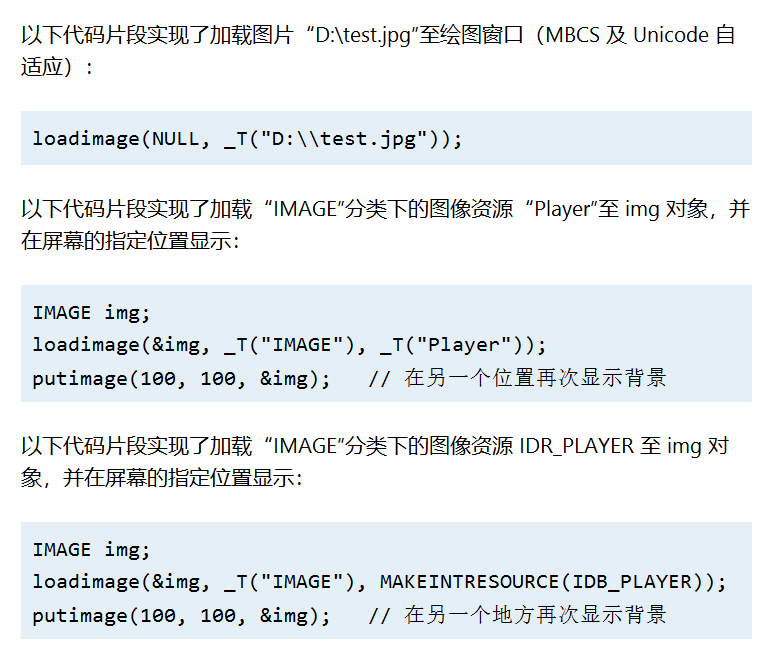 以下代码片段实现了加载图片“D:\test.jpg”至绘图窗口（MBCS 及 Unicode 自
适应）：
loadimage(NULL, _T("D:\\test.jpg"));
以下代码片段实现了加载“IMAGE”分类下的图像资源“Player”至 img 对象，并
在屏幕的指定位置显示：
IMAGE img;
loadimage(&img, _T("IMAGE"), _T("Player"));
putimage(100, 100, &img);   // 在另一个位置再次显示背景
以下代码片段实现了加载“IMAGE”分类下的图像资源 IDR_PLAYER 至 img 对
象，并在屏幕的指定位置显示：
IMAGE img;
loadimage(&img, _T("IMAGE"), MAKEINTRESOURCE(IDB_PLAYER));
putimage(100, 100, &img);   // 在另一个地方再次显示背景